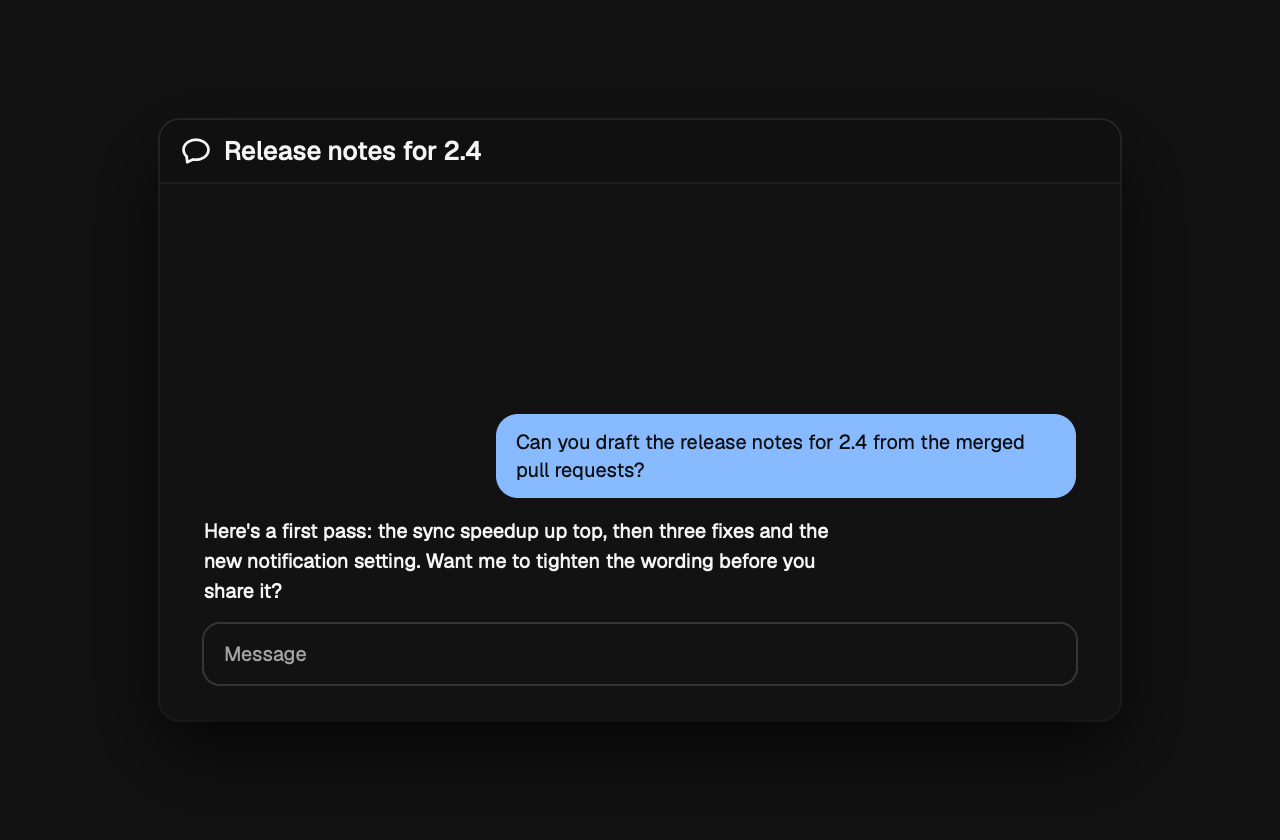 Release notes for 2.4
Can you draft the release notes for 2.4 from the merged
pull requests?
Here's a first pass: the sync speedup up top, then three fixes and the
new notification setting. Want me to tighten the wording before you
share it?
Message